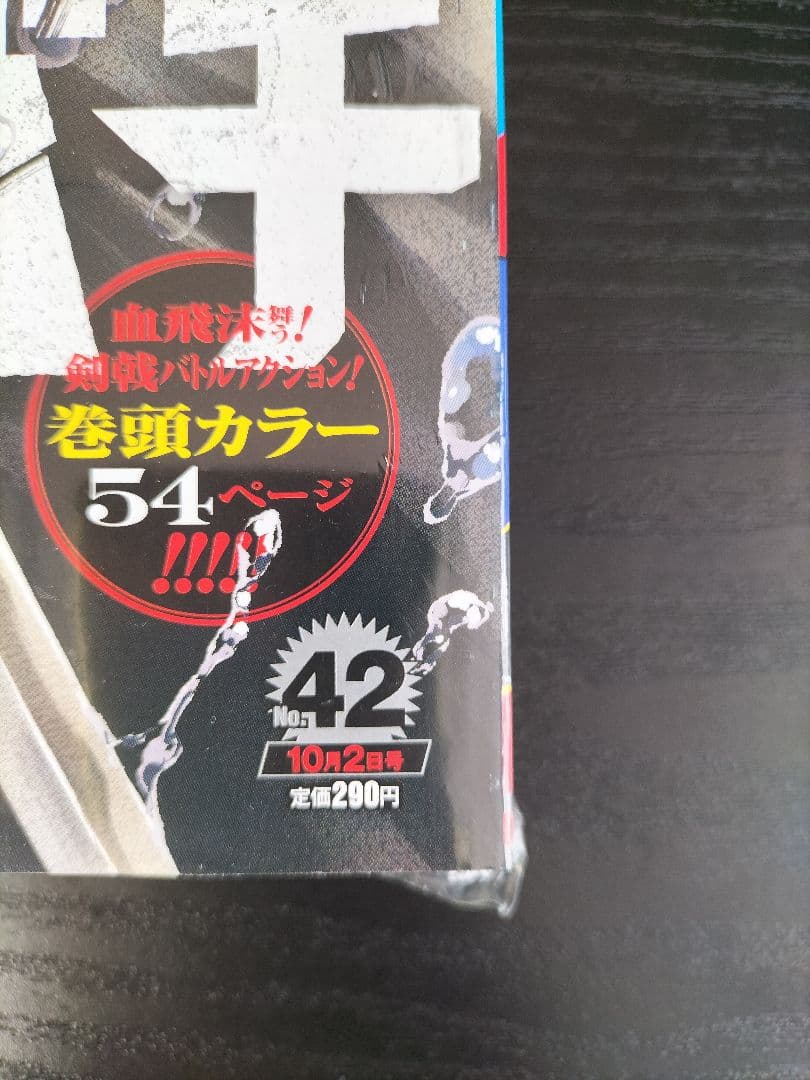 チ
血飛沫舞う!
剣戟バトルアクション!
巻頭カラー
54ページ
!!!!!
No.42
10月2日号
定価290円